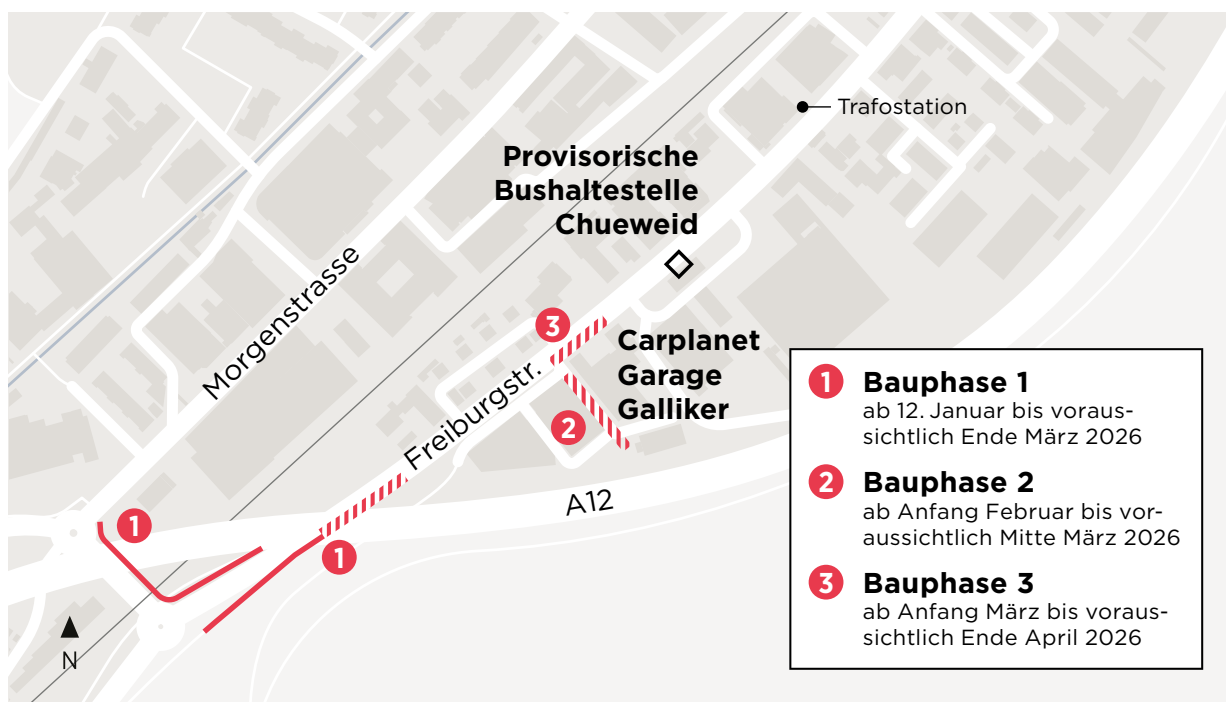 Trafostation
Provisorische
Bushaltestelle
Chueweid
Morgenstrasse
3
Carplanet
Garage
Galliker
Freiburgstr.
2
A12
1
1
N
1 Bauphase 1
ab 12. Januar bis voraus-
sichtlich Ende März 2026
2 Bauphase 2
ab Anfang Februar bis vor-
aussichtlich Mitte März 2026
3 Bauphase 3
ab Anfang März bis voraus-
sichtlich Ende April 2026